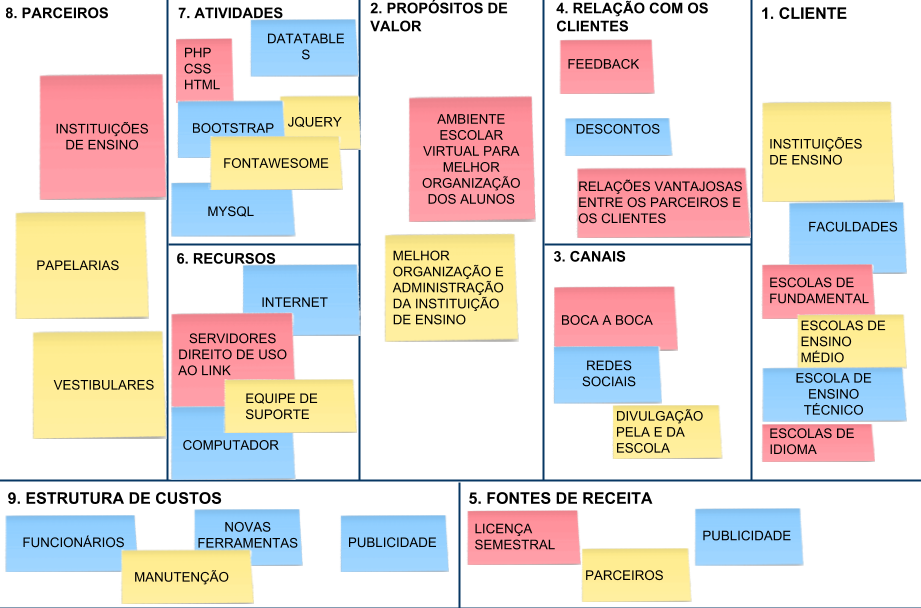 8. PARCEIROS
INSTITUIÇÕES
DE ENSINO
PAPELARIAS
VESTIBULARES
7. ATIVIDADES
PHP
CSS
HTML
DATATABLE
S
BOOTSTRAP
JQUERY
FONTAWESOME
MYSQL
6. RECURSOS
INTERNET
SERVIDORES
DIREITO DE USO
AO LINK
EQUIPE DE
SUPORTE
COMPUTADOR
2. PROPÓSITOS DE
VALOR
AMBIENTE
ESCOLAR
VIRTUAL PARA
MELHOR
ORGANIZAÇÃO
DOS ALUNOS
MELHOR
ORGANIZAÇÃO E
ADMINISTRAÇÃO
DA INSTITUIÇÃO
DE ENSINO
4. RELAÇÃO COM OS
CLIENTES
FEEDBACK
DESCONTOS
RELAÇÕES VANTAJOSAS
ENTRE OS PARCEIROS E
OS CLIENTES
3. CANAIS
BOCA A BOCA
REDES
SOCIAIS
DIVULGAÇÃO
PELA E DA
ESCOLA
1. CLIENTE
INSTITUIÇÕES
DE ENSINO
FACULDADES
ESCOLAS DE
FUNDAMENTAL
ESCOLAS DE
ENSINO
MÉDIO
ESCOLA DE
ENSINO
TÉCNICO
ESCOLAS DE
IDIOMA
9. ESTRUTURA DE CUSTOS
FUNCIONÁRIOS
NOVAS
FERRAMENTAS
MANUTENÇÃO
PUBLICIDADE
5. FONTES DE RECEITA
LICENÇA
SEMESTRAL
PARCEIROS
PUBLICIDADE